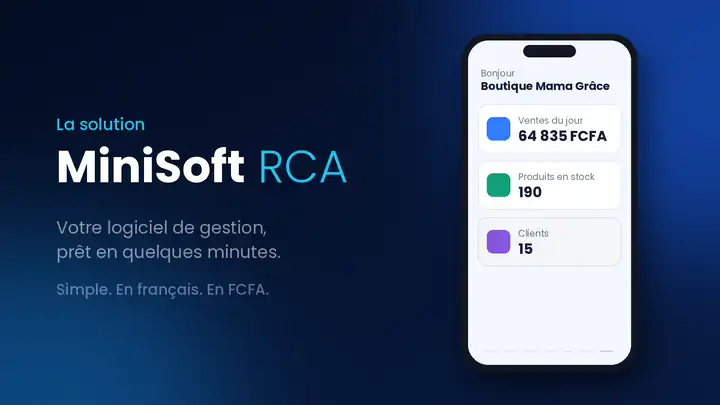 La solution
MiniSoft RCA
Votre logiciel de gestion,
prêt en quelques minutes.
Simple. En français. En FCFA.
Bonjour
Boutique Mama Grâce
Ventes du jour
64 835 FCFA
Produits en stock
190
Clients
15